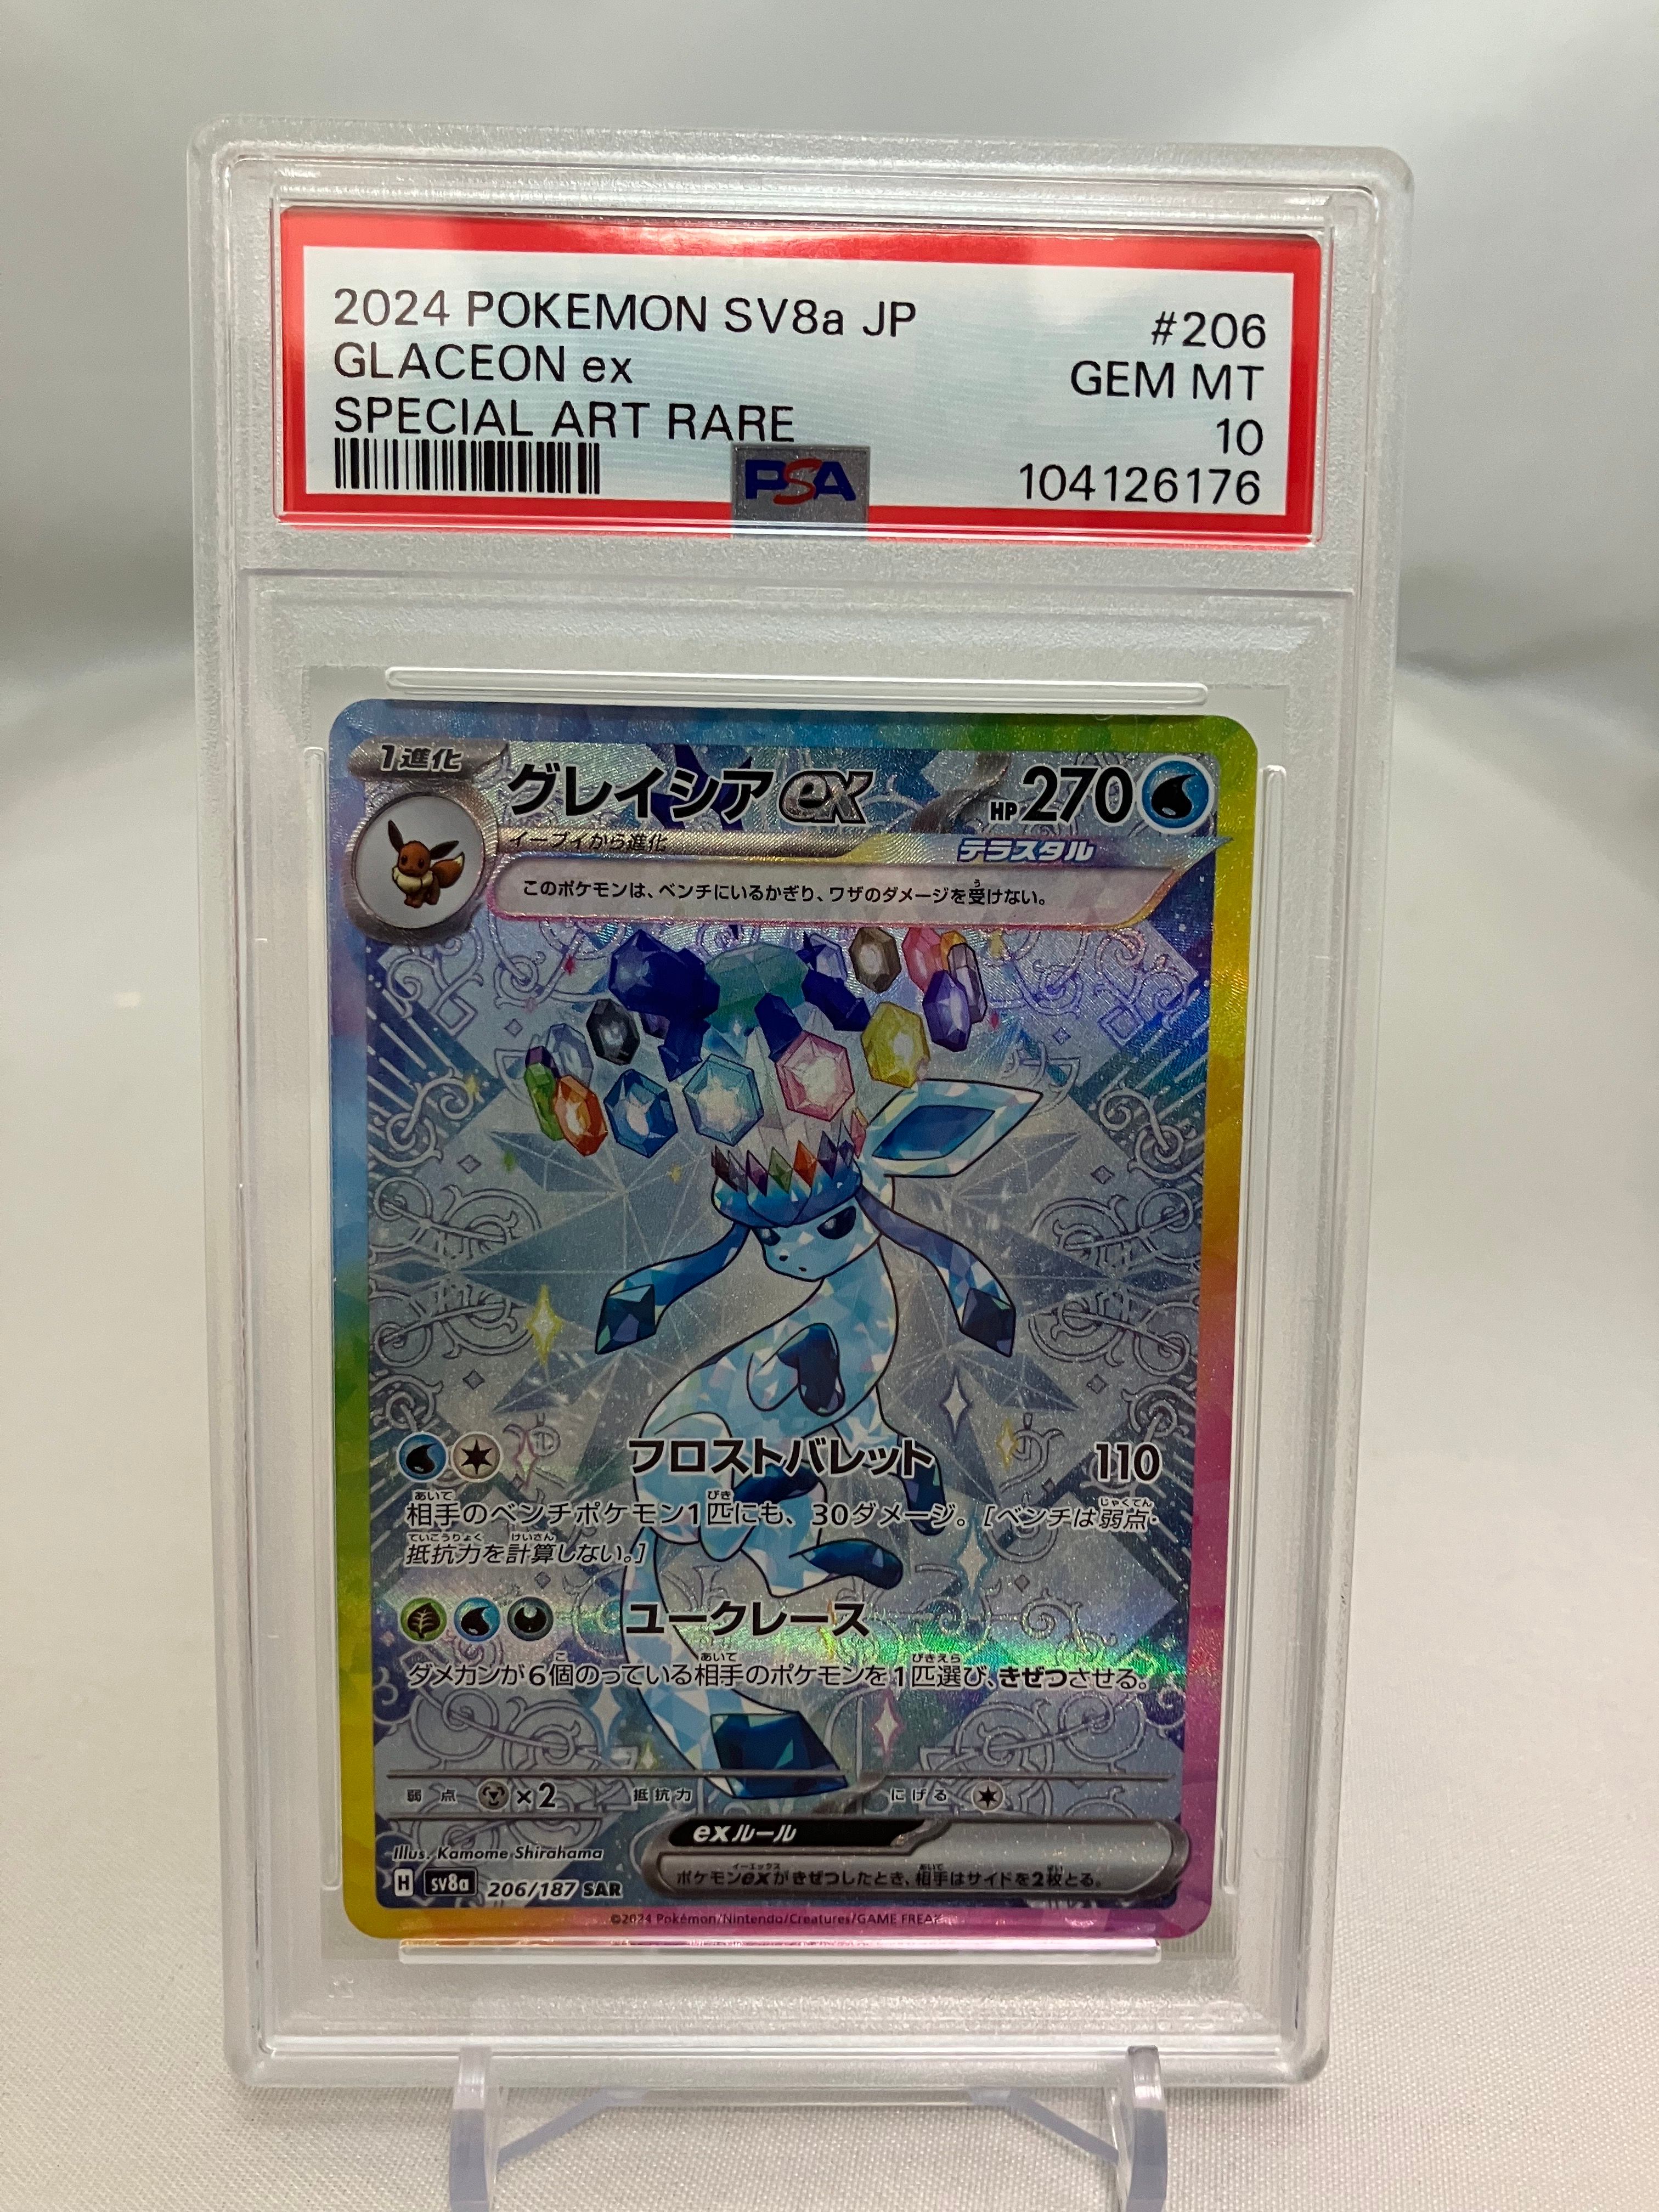 2024 POKEMON SV8a JP
#206
GLACEON ex
GEM MT
SPECIAL ART RARE
10
PSA
104126176
1進化
グレイシアex
HP270
イーブイから進化
テラスタル
このポケモンは、ベンチにいるかぎり、ワザのダメージを受けない。
フロストバレット 110
相手のベンチポケモン1匹にも、30ダメージ。[ベンチは弱点・
抵抗力を計算しない。]
ユークレース
ダメカンが6個のっている相手のポケモンを1匹選び、きぜつさせる。
弱点 ×2 抵抗力 にげる
exルール
ポケモンexがきぜつしたとき、相手はサイドを2枚とる。
Illus. Kamome Shirahama
H SV8a 206/187 SAR
©2024 Pokémon/Nintendo/Creatures/GAME FREAK